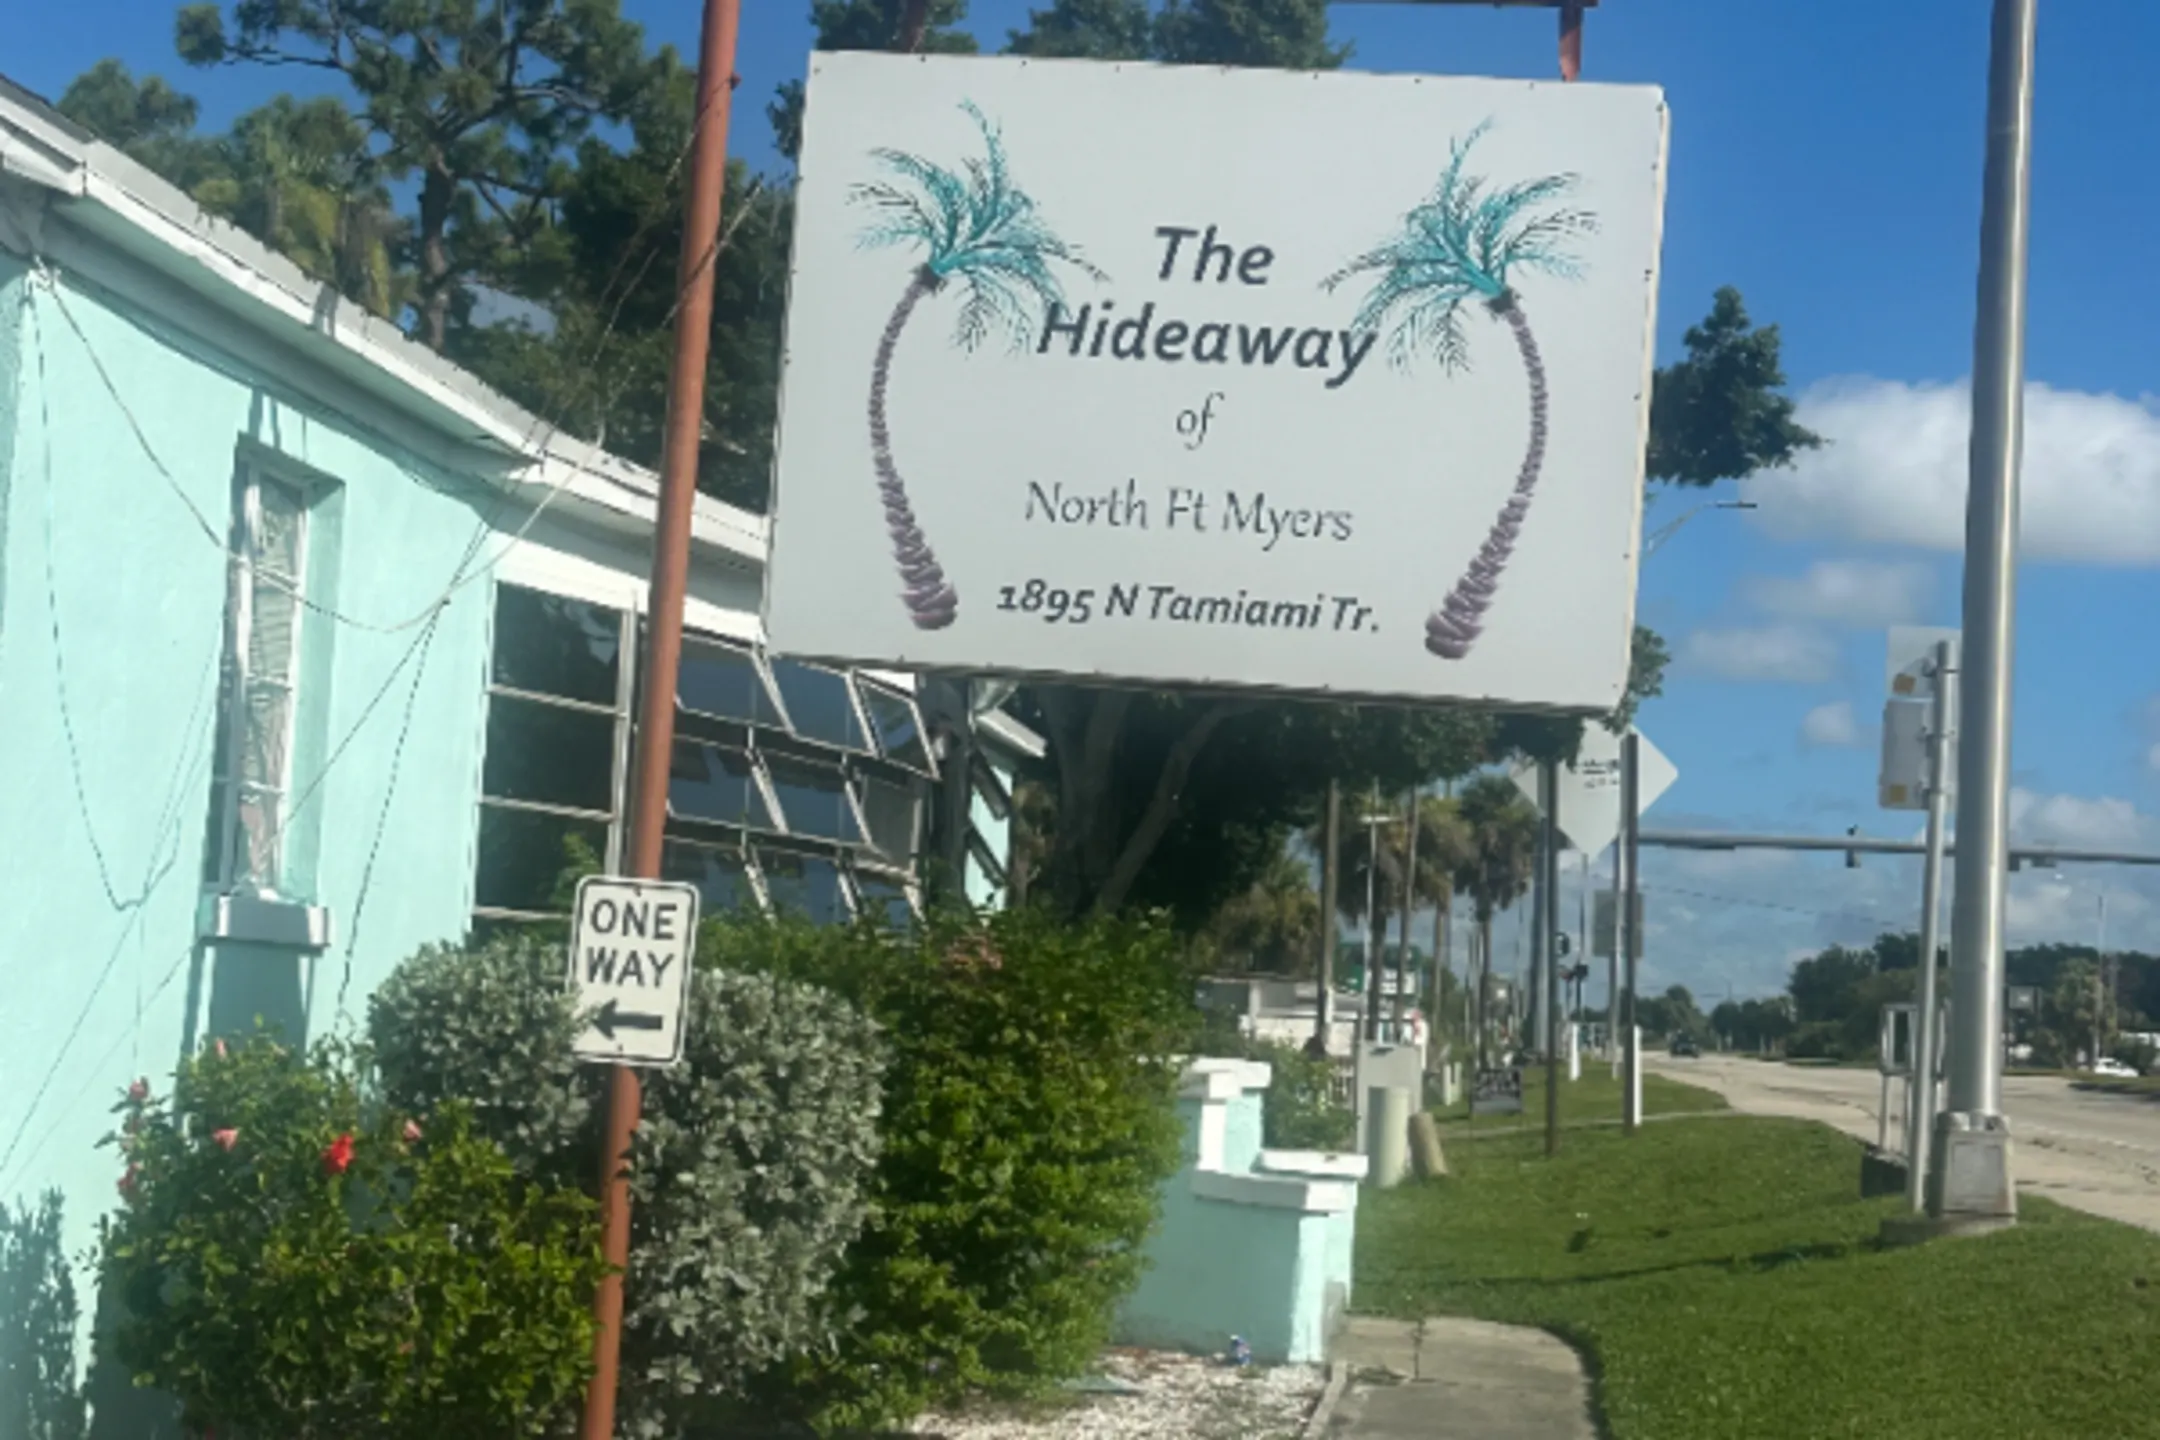 The
Hideaway
of
North Ft Myers
1895 N Tamiami Tr.
ONE
WAY